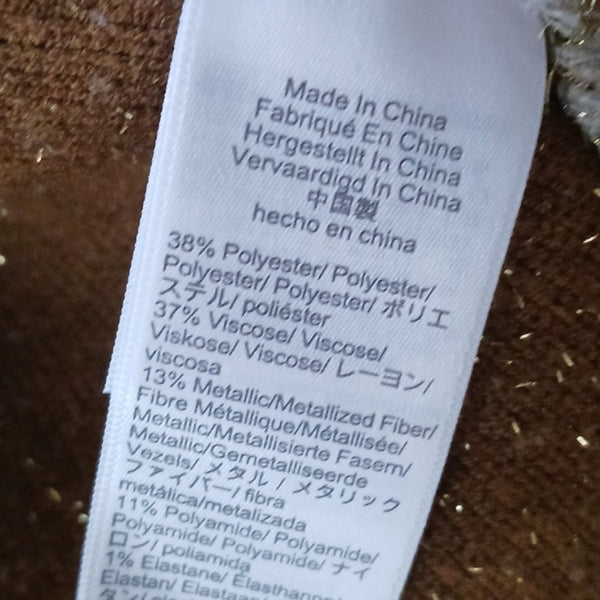 Made In China
Fabriqué En Chine
Hergestellt In China
Vervaardigd In China
中国製
hecho en china
38% Polyester/ Polyester/
Polyester/ Polyester/ ポリエ
ステル/ poliéster
37% Viscose/ Viscose/
Viskose/ Viscose/ レーヨン/
viscosa
13% Metallic/Metallized Fiber/
Fibre Métallique/Métallisée/
Metallic/Metallisierte Fasern/
Metallic/Gemetalliseerde
Vezels/ メタル / メタリック
ファイバー/ fibra
metálica/metalizada
11% Polyamide/ Polyamide/
Polyamide/ Polyamide/ ナイ
ロン/ poliamida
1% Elastane/ Élasthanne/
Elastan/